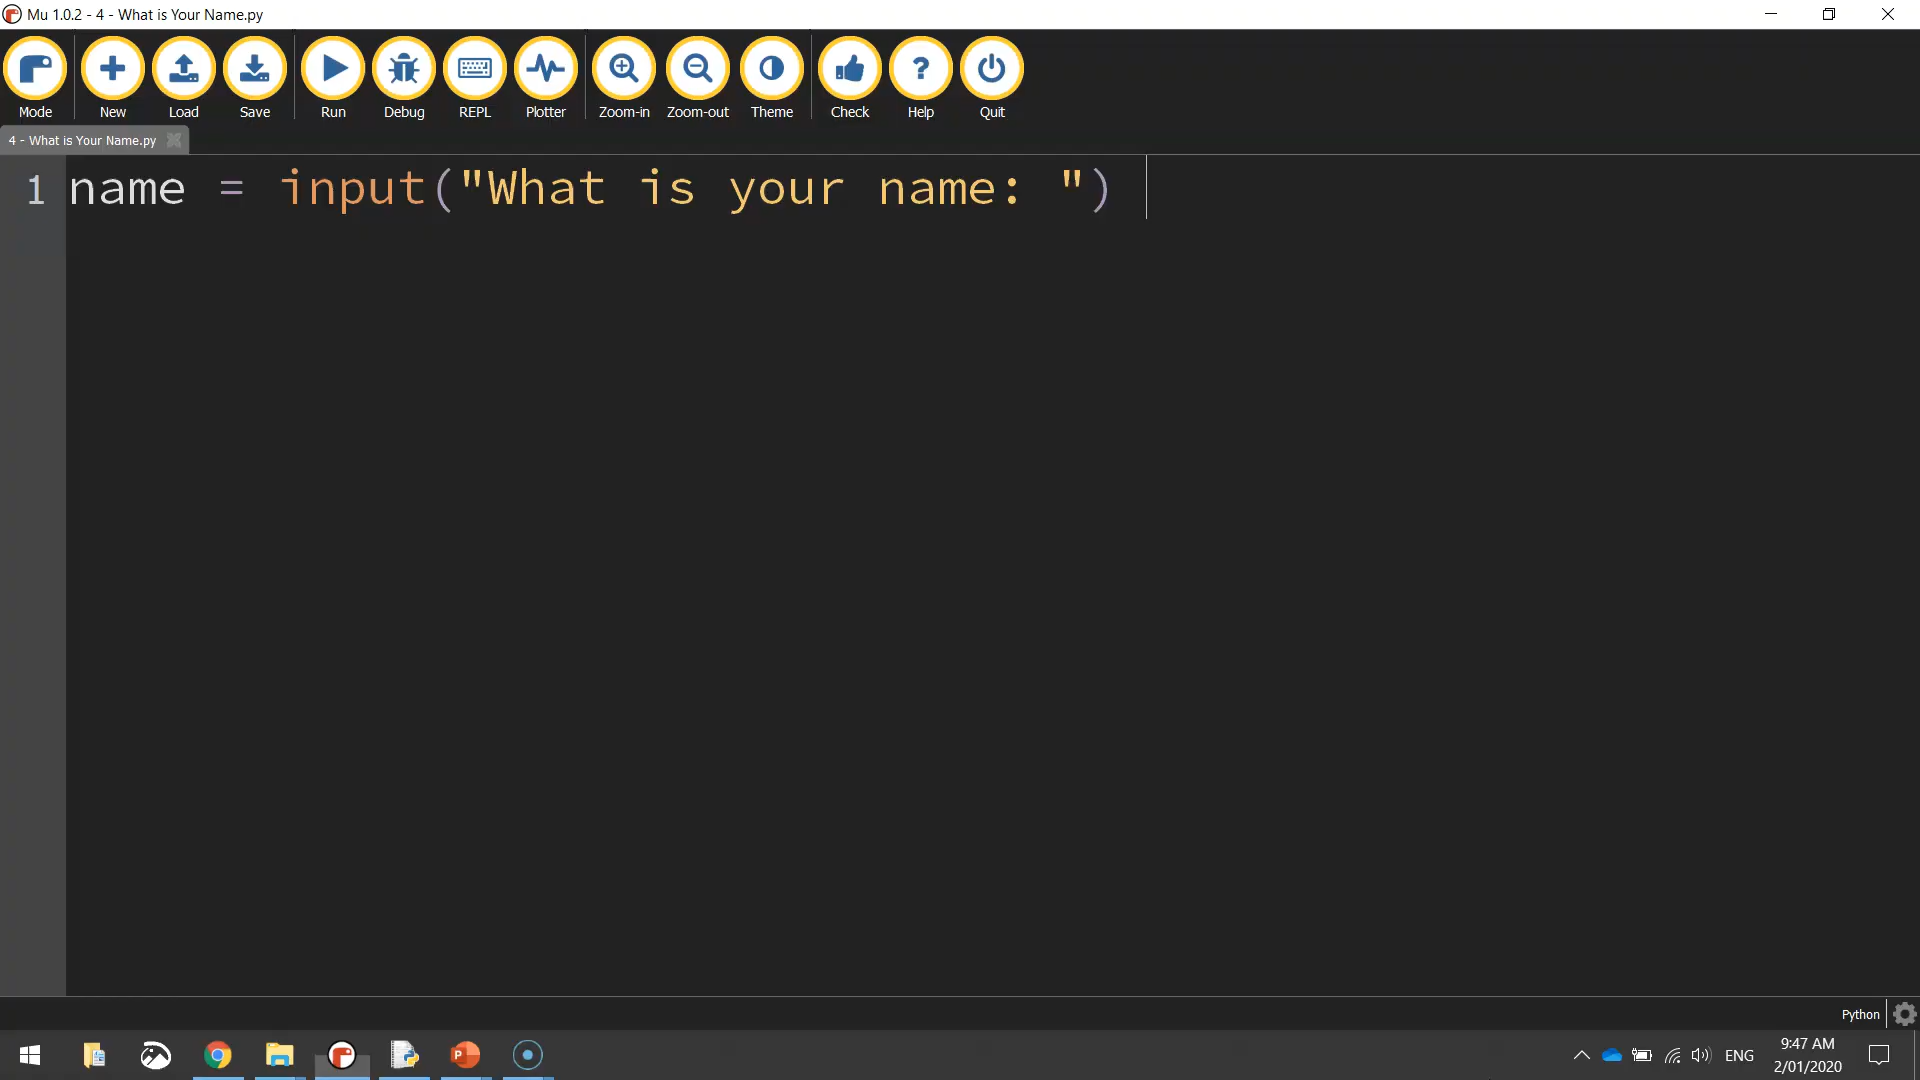 Mu 1.0.2 - 4 - What is Your Name.py
Mode New Load Save Run Debug REPL Plotter Zoom-in Zoom-out Theme Check Help Quit
4 - What is Your Name.py
1 name = input("What is your name: ")
Python
ENG 9:47 AM
2/01/2020